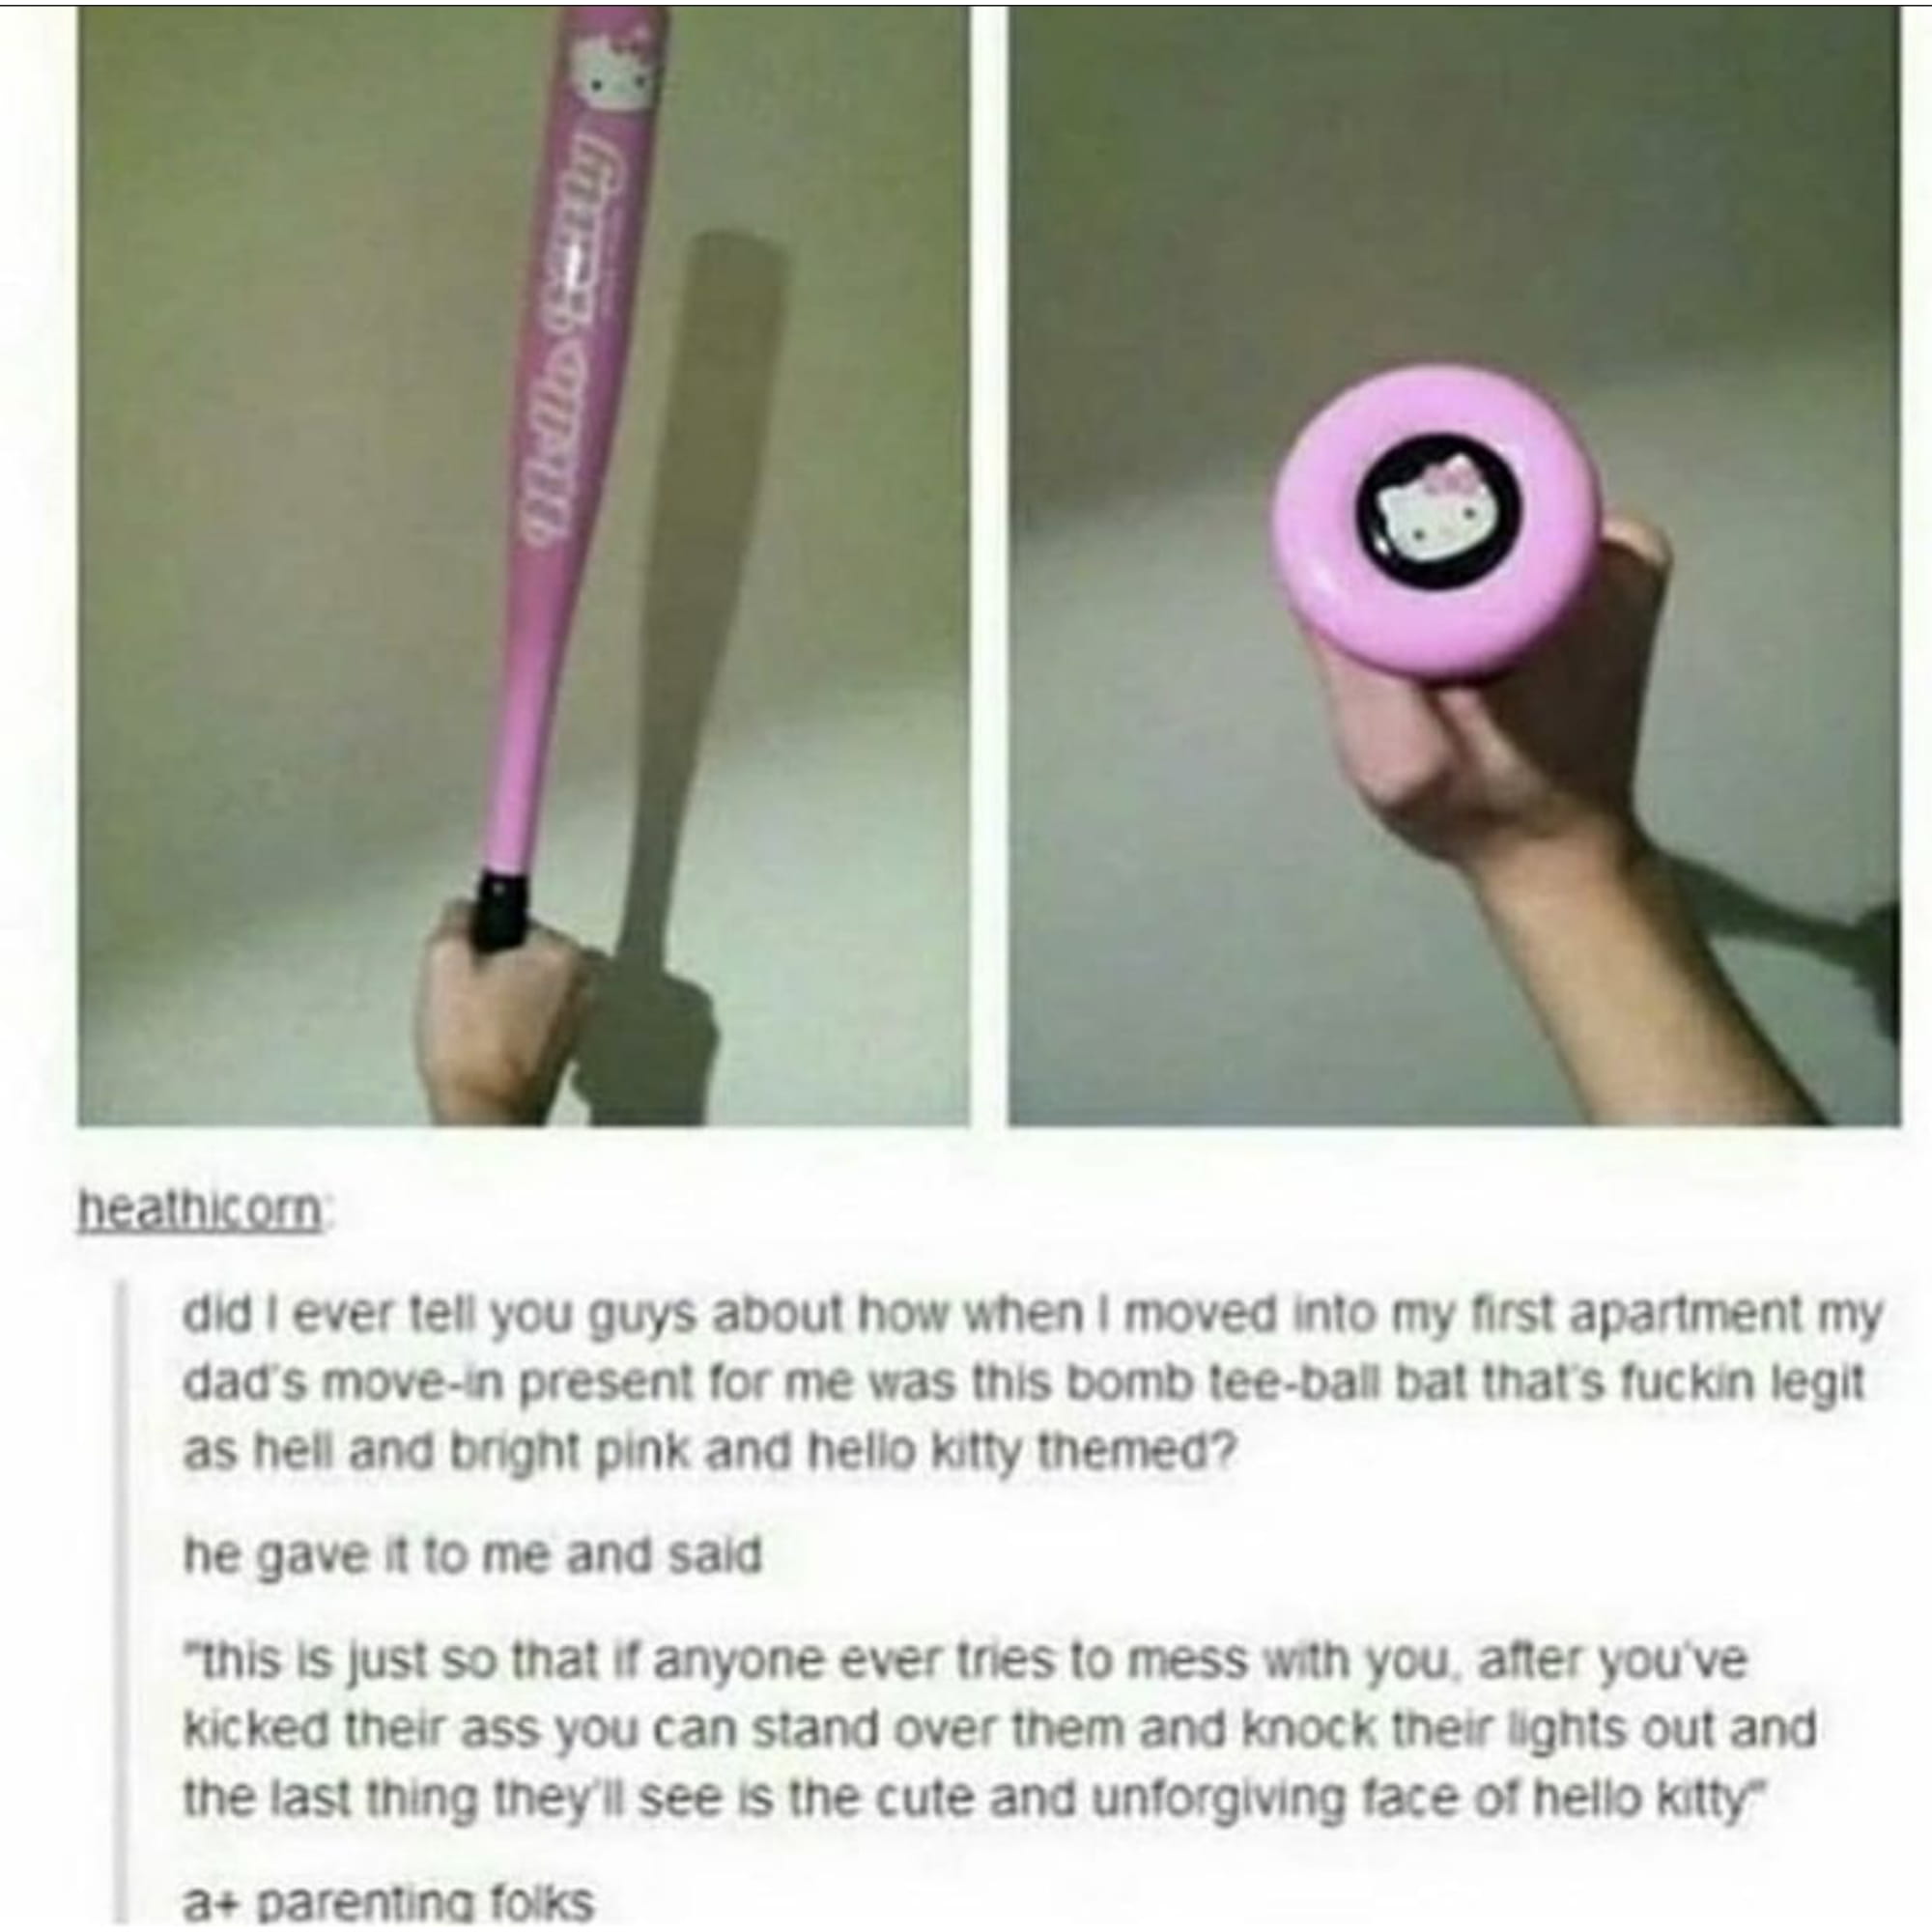 Hello Kitty
heathicorn:
did I ever tell you guys about how when I moved into my first apartment my
dad's move-in present for me was this bomb tee-ball bat that's fuckin legit
as hell and bright pink and hello kitty themed?
he gave it to me and said
"this is just so that if anyone ever tries to mess with you, after you've
kicked their ass you can stand over them and knock their lights out and
the last thing they'll see is the cute and unforgiving face of hello kitty"
a+ parenting folks